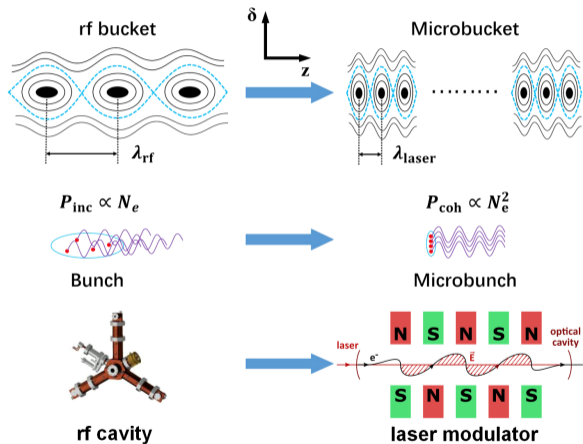 rf bucket
δ
z
Microbucket
λrf
λlaser
Pinc ∝ Ne
Pcoh ∝ Ne²
Bunch
Microbunch
N S N S N
laser
e⁻
E̅
optical
cavity
S N S N S
rf cavity
laser modulator